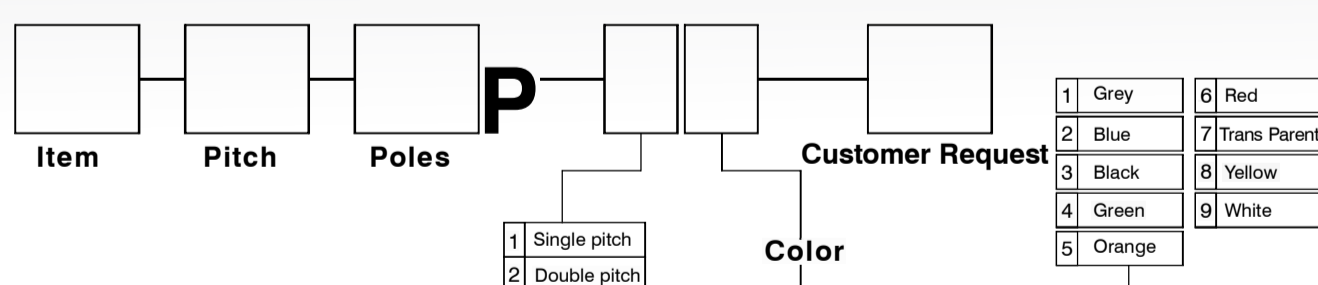 P
Item
Pitch
Poles
Customer Request
1 Single pitch
2 Double pitch
Color
1 Grey
2 Blue
3 Black
4 Green
5 Orange
6 Red
7 Trans Parent
8 Yellow
9 White